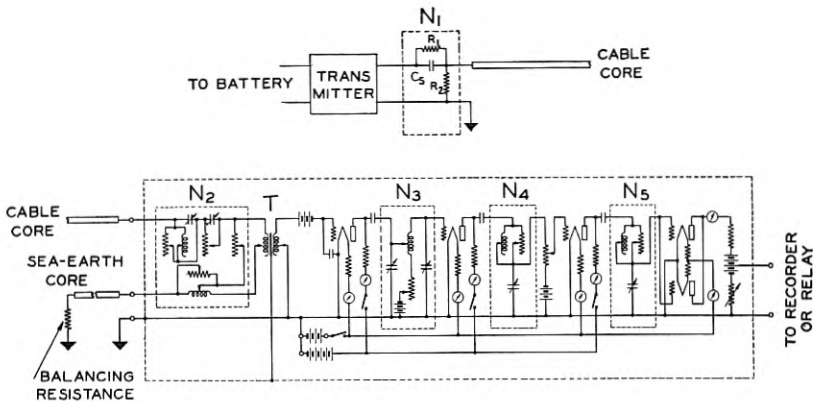 N1
R1
C5
R2
TO BATTERY
TRANS
MITTER
CABLE
CORE
N2
T
N3
N4
N5
CABLE
CORE
SEA-EARTH
CORE
BALANCING
RESISTANCE
TO RECORDER
OR RELAY